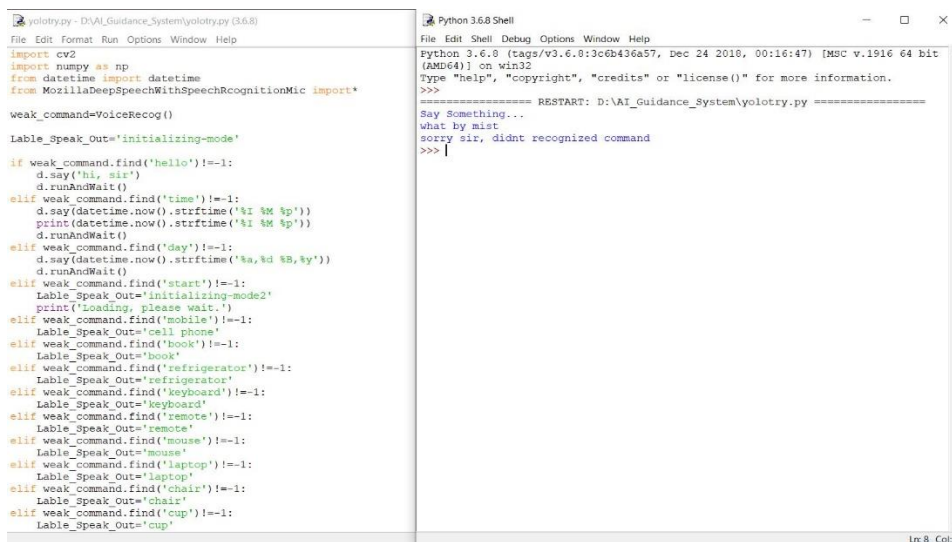 yolotry.py - D:\AI_Guidance_System\yolotry.py (3.6.8)
File Edit Format Run Options Window Help
import cv2
import numpy as np
from datetime import datetime
from MozillaDeepSpeechWithSpeechRcognitionMic import*
weak_command=VoiceRecog()
Lable_Speak_Out='initializing-mode'
if weak_command.find('hello')!=-1:
    d.say('hi, sir')
    d.runAndWait()
elif weak_command.find('time')!=-1:
    d.say(datetime.now().strftime('%I %M %p'))
    print(datetime.now().strftime('%I %M %p'))
    d.runAndWait()
elif weak_command.find('day')!=-1:
    d.say(datetime.now().strftime('%a,%d %B,%y'))
    d.runAndWait()
elif weak_command.find('start')!=-1:
    Lable_Speak_Out='initializing-mode2'
    print('Loading, please wait.')
elif weak_command.find('mobile')!=-1:
    Lable_Speak_Out='cell phone'
elif weak_command.find('book')!=-1:
    Lable_Speak_Out='book'
elif weak_command.find('refrigerator')!=-1:
    Lable_Speak_Out='refrigerator'
elif weak_command.find('keyboard')!=-1:
    Lable_Speak_Out='keyboard'
elif weak_command.find('remote')!=-1:
    Lable_Speak_Out='remote'
elif weak_command.find('mouse')!=-1:
    Lable_Speak_Out='mouse'
elif weak_command.find('laptop')!=-1:
    Lable_Speak_Out='laptop'
elif weak_command.find('chair')!=-1:
    Lable_Speak_Out='chair'
elif weak_command.find('cup')!=-1:
    Lable_Speak_Out='cup'
Python 3.6.8 Shell
File Edit Shell Debug Options Window Help
Python 3.6.8 (tags/v3.6.8:3c6b436a57, Dec 24 2018, 00:16:47) [MSC v.1916 64 bit
(AMD64)] on win32
Type "help", "copyright", "credits" or "license()" for more information.
>>>
================= RESTART: D:\AI_Guidance_System\yolotry.py =================
Say Something...
what by mist
sorry sir, didnt recognized command
>>>
Ln: 8 Col